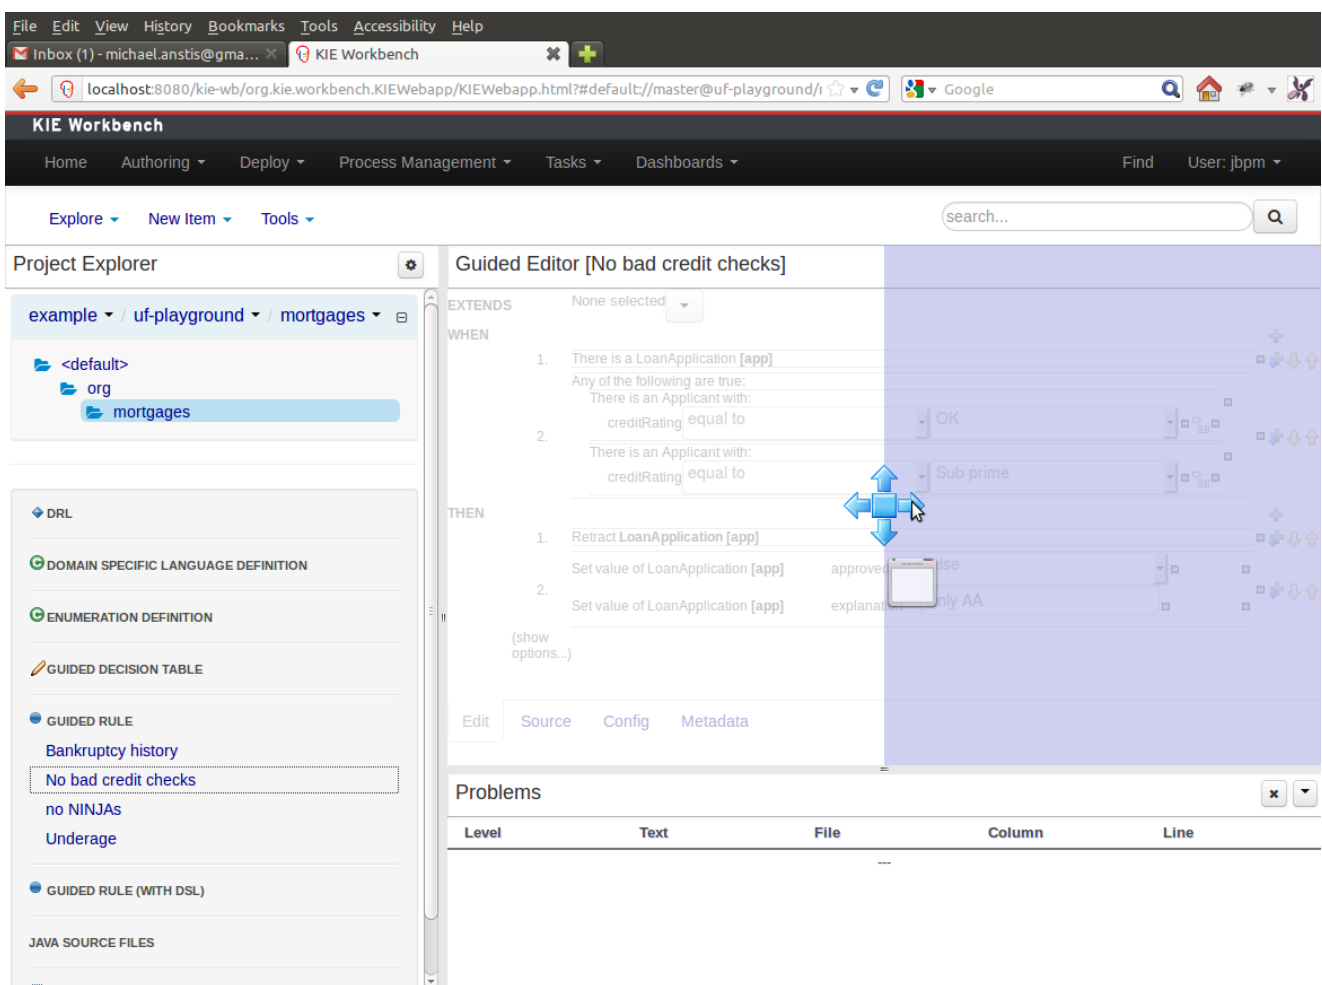 File Edit View History Bookmarks Tools Accessibility Help
Inbox (1) - michael.anstis@gma... KIE Workbench
localhost:8080/kie-wb/org.kie.workbench.KIEWebapp/KIEWebapp.html?#default://master@uf-playground/ Google
KIE Workbench
Home Authoring Deploy Process Management Tasks Dashboards Find User: jbpm
Explore New Item Tools search...
Project Explorer
Guided Editor [No bad credit checks]
example / uf-playground / mortgages
<default>
org
mortgages
DRL
DOMAIN SPECIFIC LANGUAGE DEFINITION
ENUMERATION DEFINITION
GUIDED DECISION TABLE
GUIDED RULE
Bankruptcy history
No bad credit checks
no NINJAs
Underage
GUIDED RULE (WITH DSL)
JAVA SOURCE FILES
EXTENDS None selected
WHEN
1. There is a LoanApplication [app]
Any of the following are true:
There is an Applicant with:
creditRating equal to OK
2.
There is an Applicant with:
creditRating equal to Sub prime
THEN
1. Retract LoanApplication [app]
Set value of LoanApplication [app] approved
2.
Set value of LoanApplication [app] explanation Only AA
(show
options...)
Edit Source Config Metadata
Problems
Level Text File Column Line
---